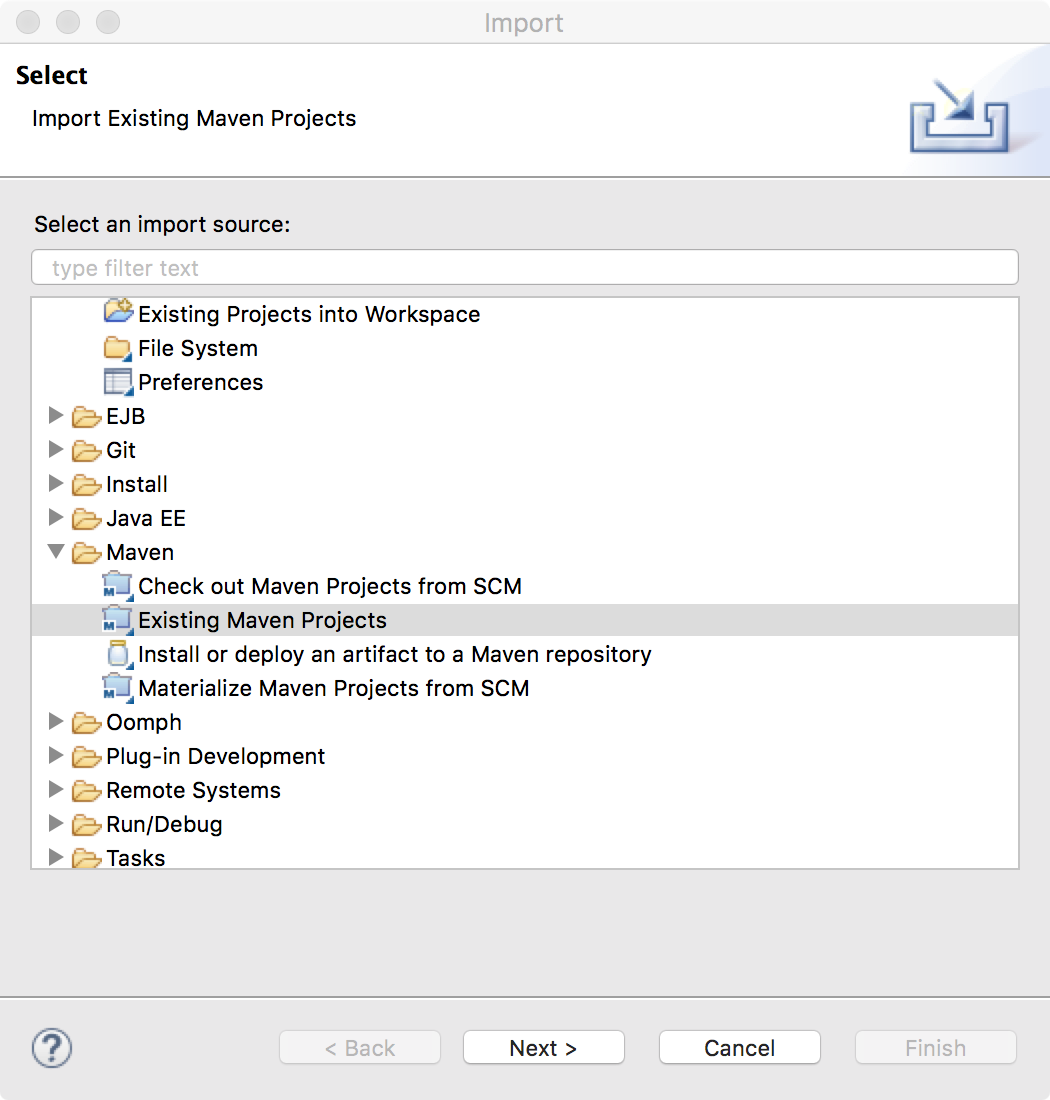 Import
Select
Import Existing Maven Projects
Select an import source:
type filter text
Existing Projects into Workspace
File System
Preferences
EJB
Git
Install
Java EE
Maven
Check out Maven Projects from SCM
Existing Maven Projects
Install or deploy an artifact to a Maven repository
Materialize Maven Projects from SCM
Oomph
Plug-in Development
Remote Systems
Run/Debug
Tasks
? < Back Next > Cancel Finish